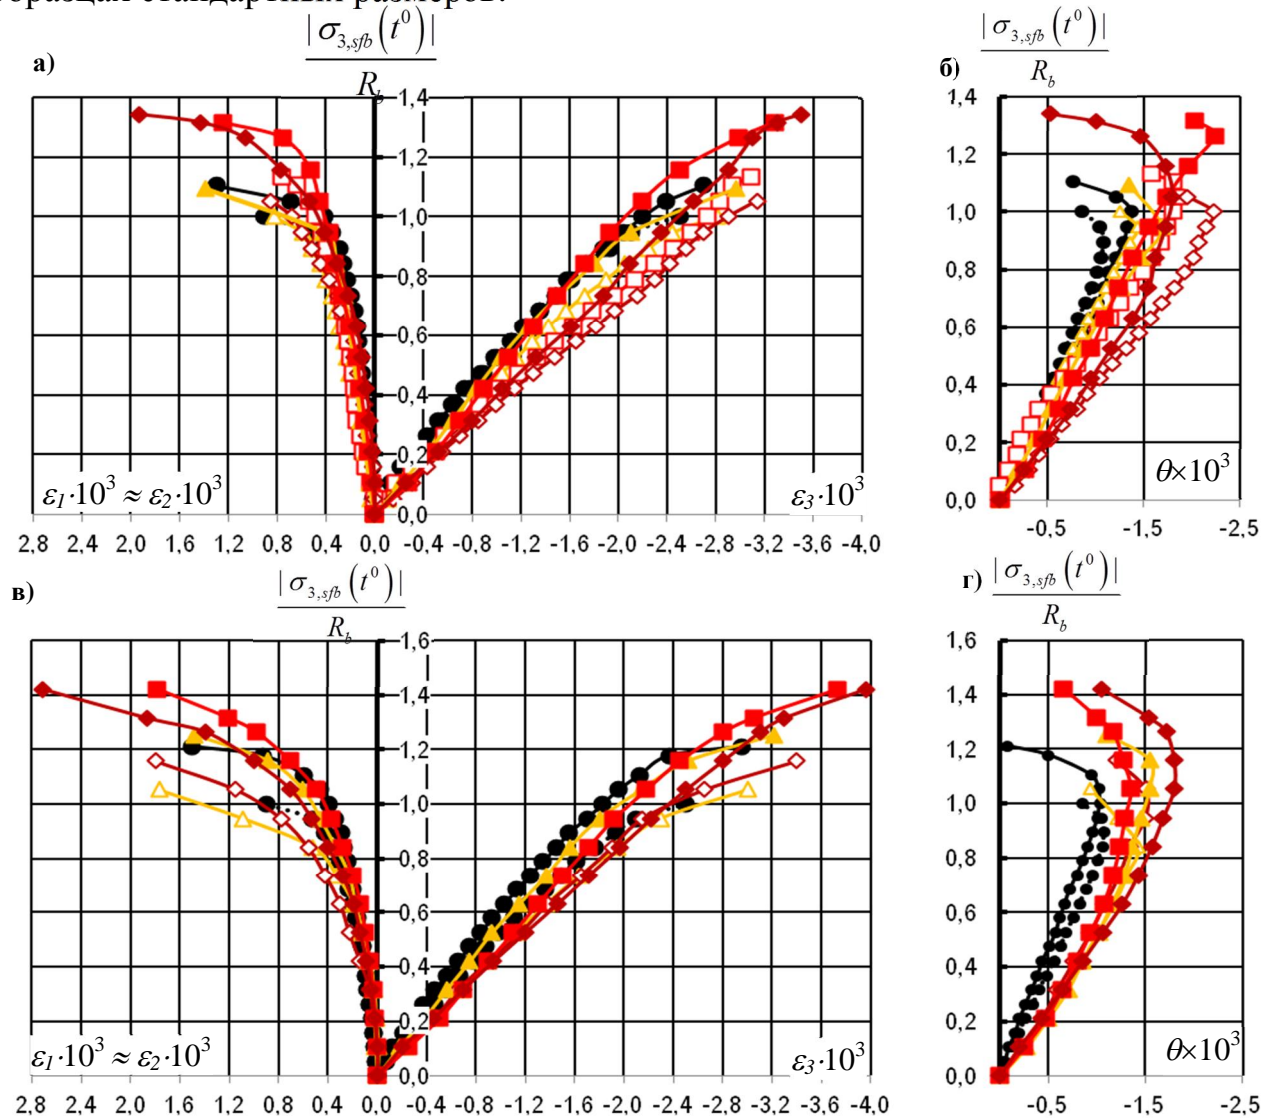 образцах стандартных размеров.
|σ3,sfb(t⁰)|
Rb
а)
1,4
1,2
1,0
0,8
0,6
0,4
0,2
0,0
ε1·10³ ≈ ε2·10³
ε3·10³
2,8 2,4 2,0 1,6 1,2 0,8 0,4 0,0 -0,4 -0,8 -1,2 -1,6 -2,0 -2,4 -2,8 -3,2 -3,6 -4,0
|σ3,sfb(t⁰)|
Rb
б)
1,4
1,2
1,0
0,8
0,6
0,4
0,2
0,0
θ×10³
-0,5 -1,5 -2,5
|σ3,sfb(t⁰)|
Rb
в)
1,6
1,4
1,2
1,0
0,8
0,6
0,4
0,2
0,0
ε1·10³ ≈ ε2·10³
ε3·10³
2,8 2,4 2,0 1,6 1,2 0,8 0,4 0,0 -0,4 -0,8 -1,2 -1,6 -2,0 -2,4 -2,8 -3,2 -3,6 -4,0
г)
|σ3,sfb(t⁰)|
Rb
1,6
1,4
1,2
1,0
0,8
0,6
0,4
0,2
0,0
θ×10³
-0,5 -1,5 -2,5